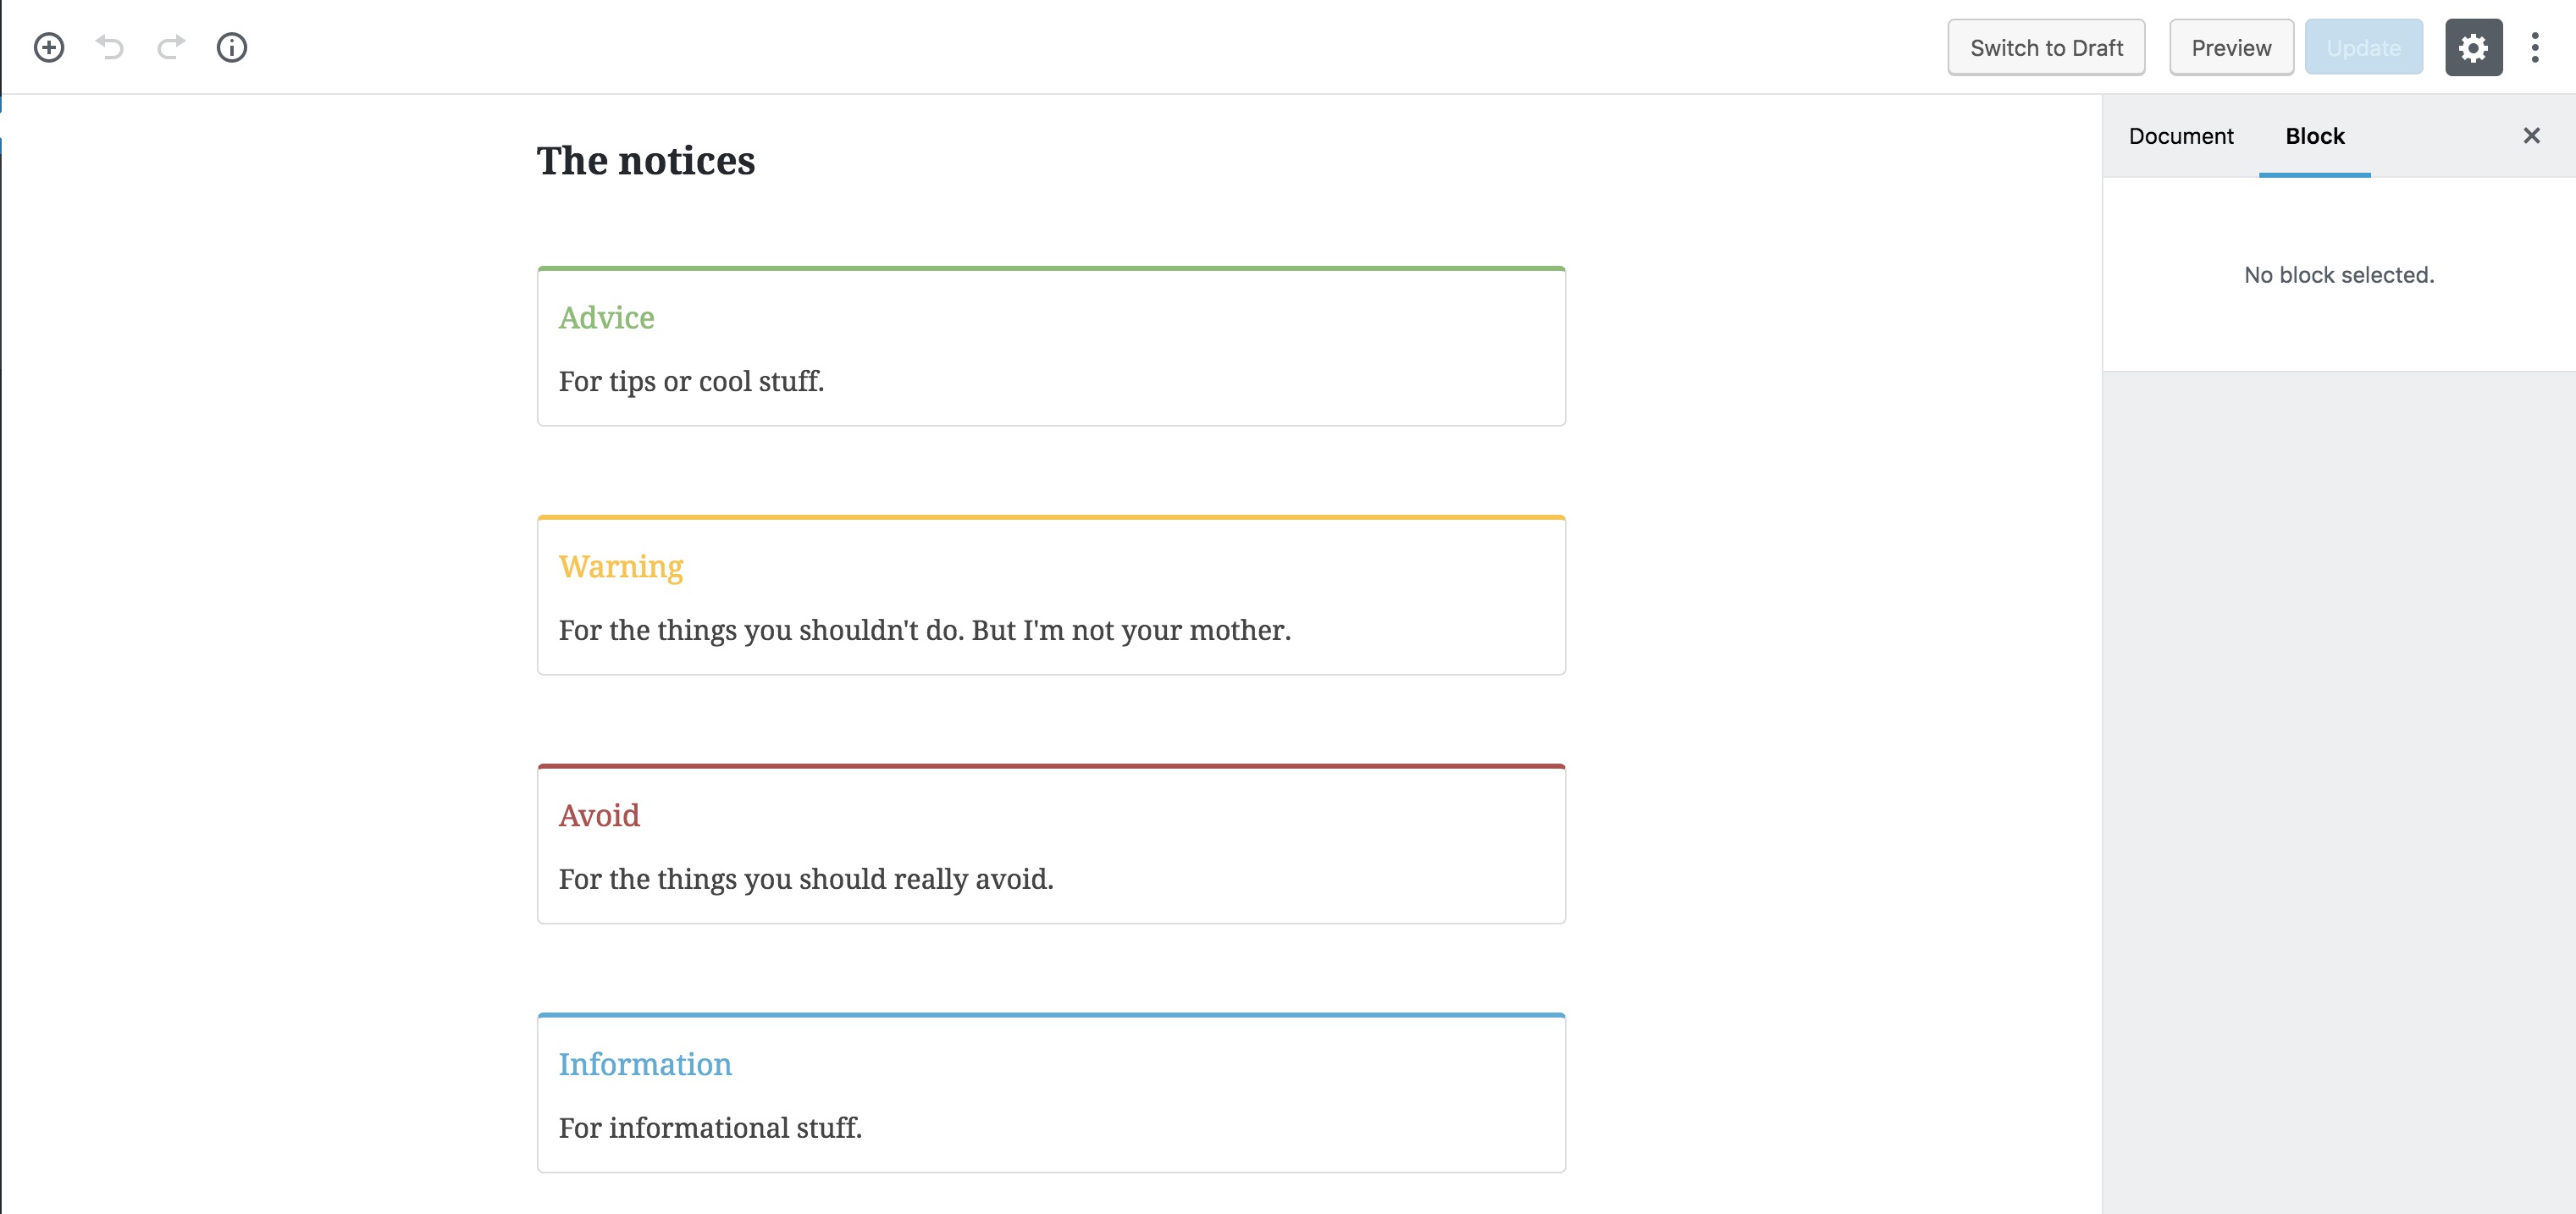 Switch to Draft
Preview
Update
Document
Block
No block selected.
The notices
Advice
For tips or cool stuff.
Warning
For the things you shouldn't do. But I'm not your mother.
Avoid
For the things you should really avoid.
Information
For informational stuff.